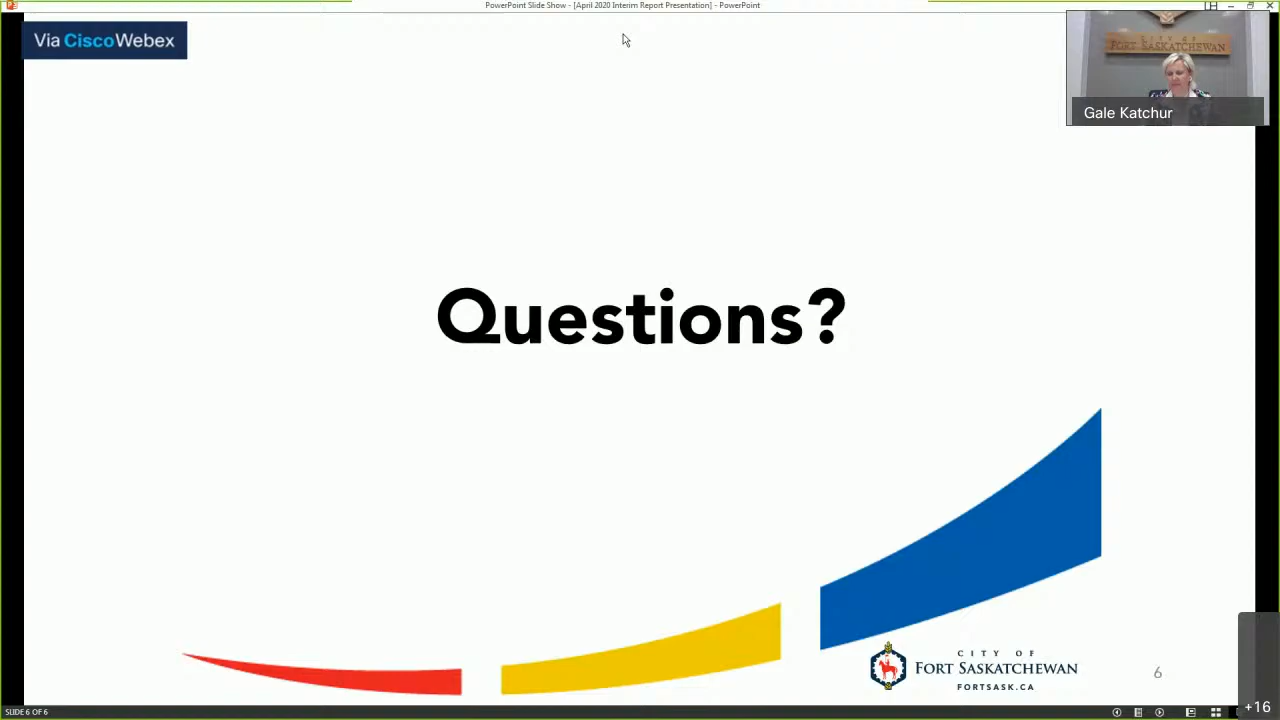 PowerPoint Slide Show - [April 2020 Interim Report Presentation] - PowerPoint
Via CiscoWebex
CITY OF
FORT SASKATCHEWAN
Gale Katchur
Questions?
CITY OF
FORT SASKATCHEWAN
FORTSASK.CA
6
SLIDE 6 OF 6
+16